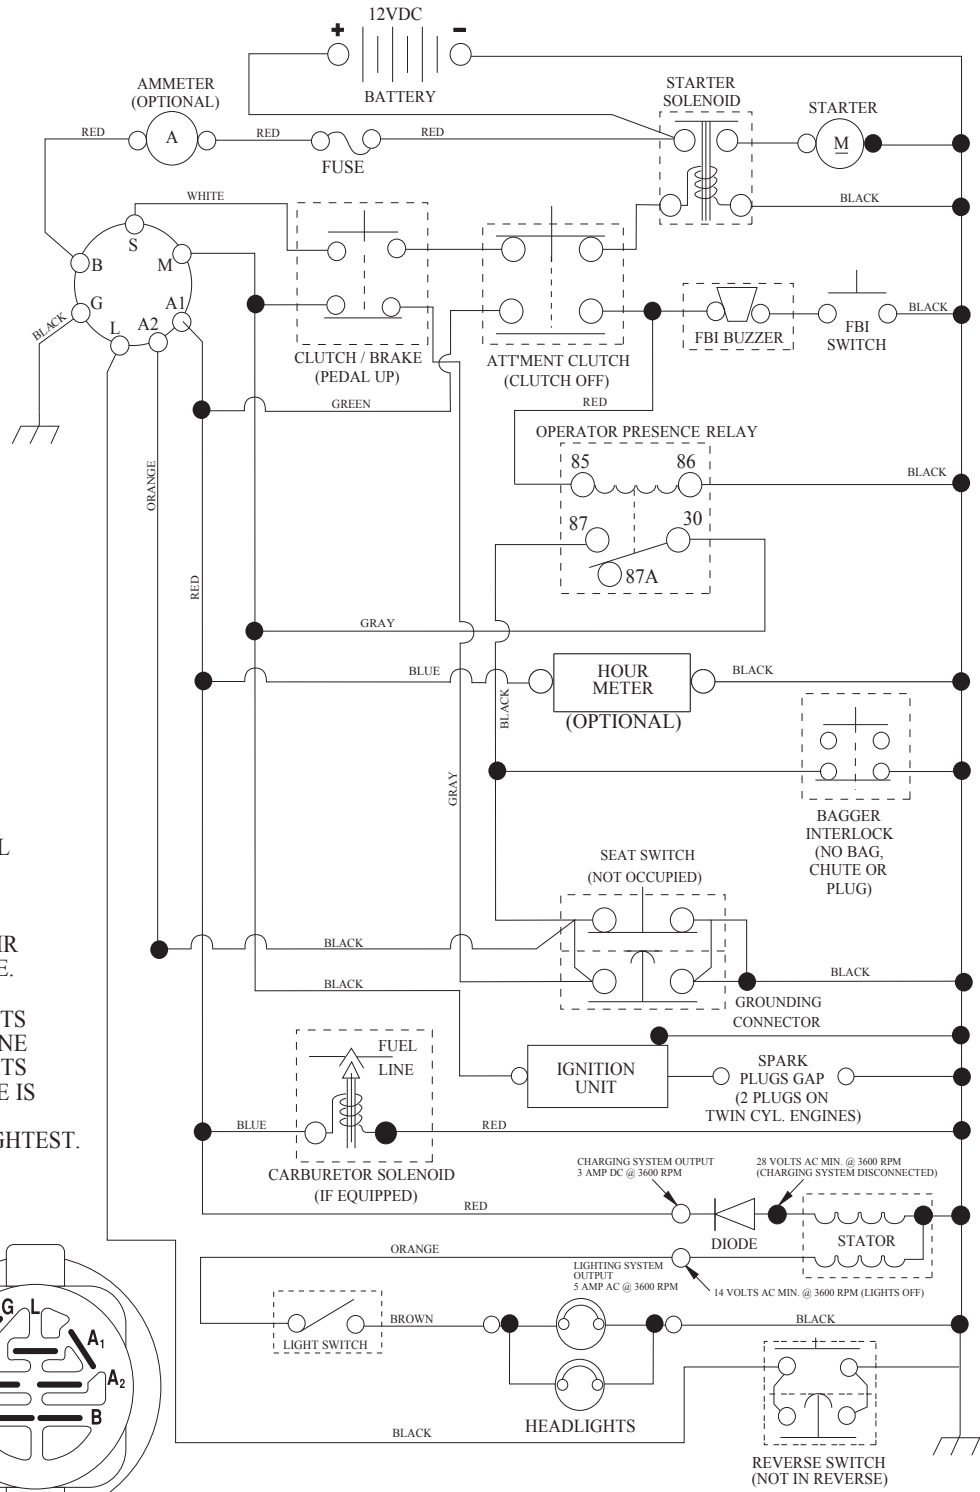 12VDC
+
-
BATTERY
AMMETER
(OPTIONAL)
A
RED
RED
RED
FUSE
STARTER
SOLENOID
STARTER
M
BLACK
WHITE
S
B
M
G
A1
L
A2
BLACK
CLUTCH / BRAKE
(PEDAL UP)
ATT'MENT CLUTCH
(CLUTCH OFF)
FBI BUZZER
FBI
SWITCH
BLACK
GREEN
RED
OPERATOR PRESENCE RELAY
85
86
BLACK
87
30
87A
ORANGE
RED
GRAY
BLUE
HOUR
METER
(OPTIONAL)
BLACK
BLACK
GRAY
BAGGER
INTERLOCK
(NO BAG,
CHUTE OR
PLUG)
SEAT SWITCH
(NOT OCCUPIED)
BLACK
BLACK
BLACK
GROUNDING
CONNECTOR
L
IR
E.
TS
NE
TS
E IS
GHTEST.
FUEL
LINE
IGNITION
UNIT
SPARK
PLUGS GAP
(2 PLUGS ON
TWIN CYL. ENGINES)
BLUE
RED
CARBURETOR SOLENOID
(IF EQUIPPED)
CHARGING SYSTEM OUTPUT
3 AMP DC @ 3600 RPM
28 VOLTS AC MIN. @ 3600 RPM
(CHARGING SYSTEM DISCONNECTED)
RED
DIODE
STATOR
ORANGE
LIGHTING SYSTEM
OUTPUT
5 AMP AC @ 3600 RPM
14 VOLTS AC MIN. @ 3600 RPM (LIGHTS OFF)
LIGHT SWITCH
BROWN
BLACK
HEADLIGHTS
BLACK
REVERSE SWITCH
(NOT IN REVERSE)
G
L
A1
A2
B